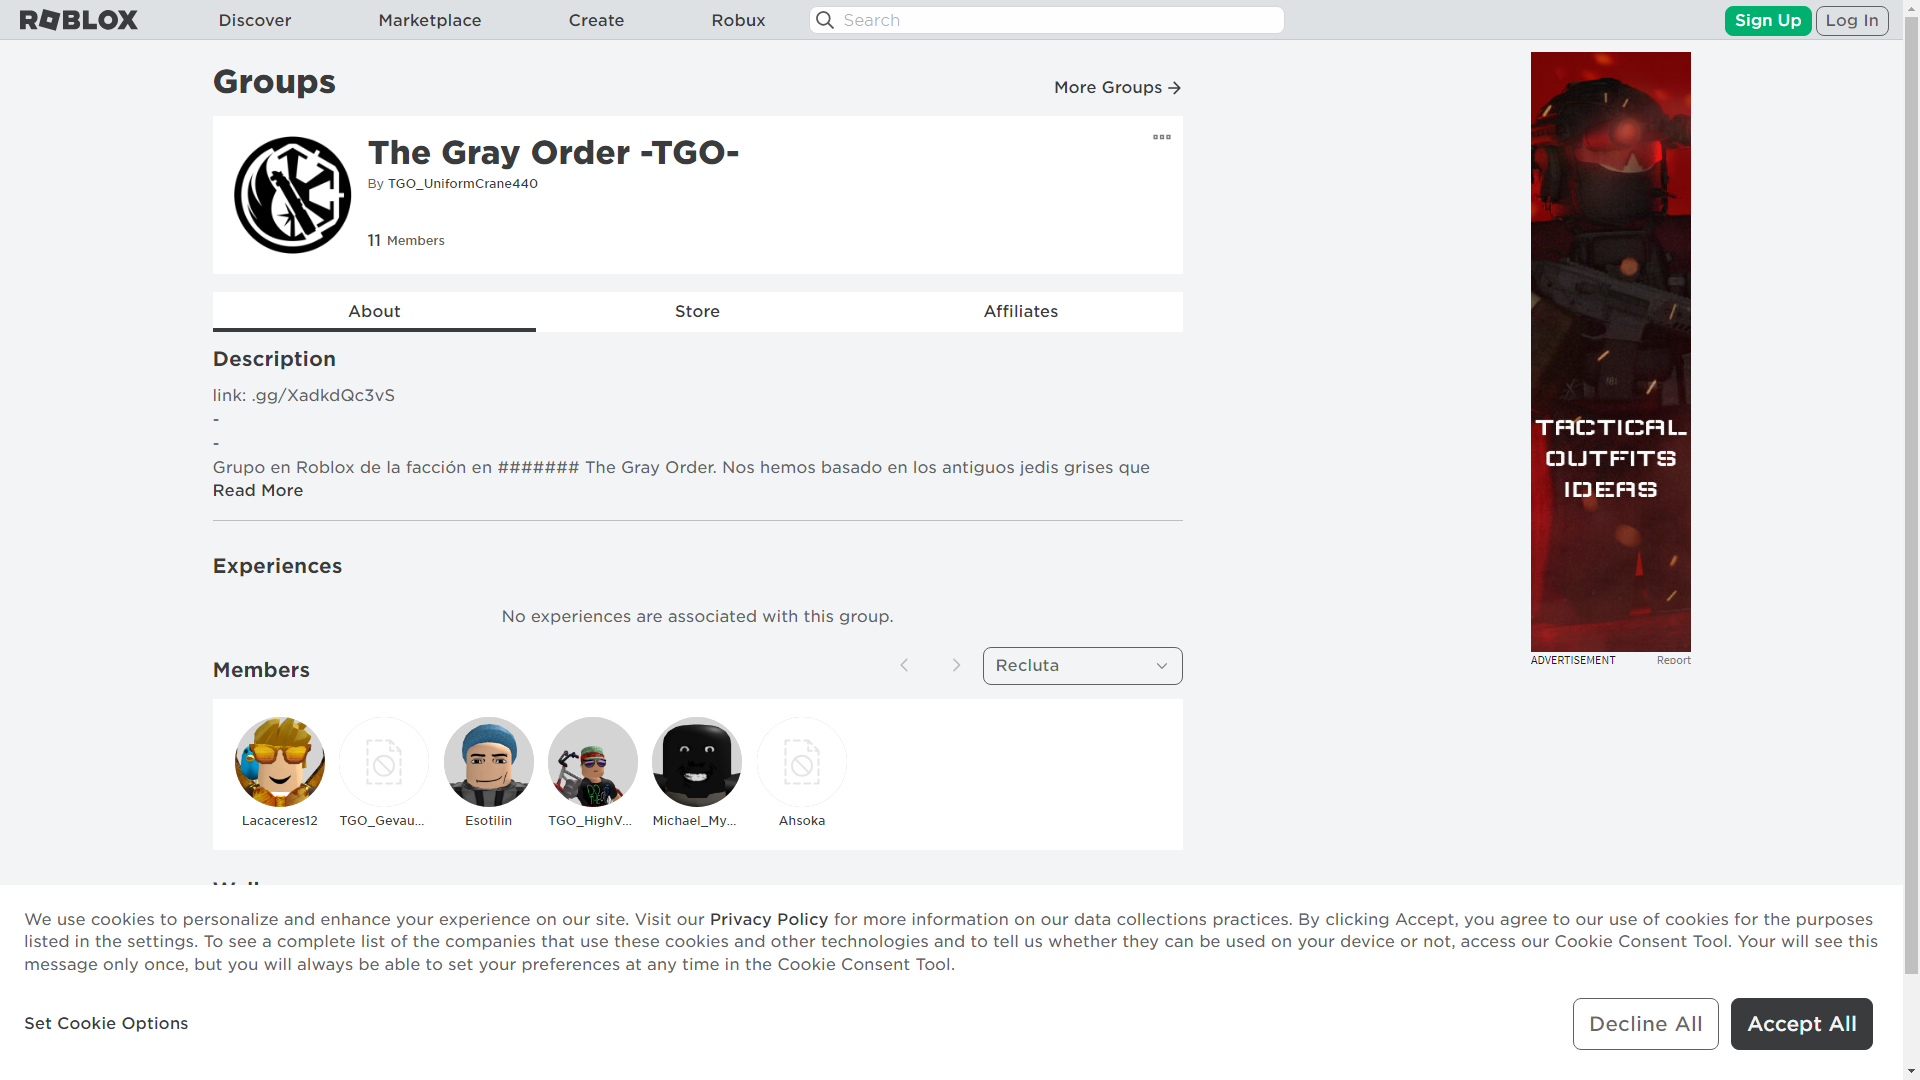 ROBLOX
Discover
Marketplace
Create
Robux
Search
Sign Up
Log In
Groups
More Groups
The Gray Order -TGO-
By TGO_UniformCrane440
11 Members
About
Store
Affiliates
Description
link: .gg/XadkdQc3vS
-
-
Grupo en Roblox de la facción en ####### The Gray Order. Nos hemos basado en los antiguos jedis grises que
Read More
Experiences
No experiences are associated with this group.
Members
Recluta
Lacaceres12
TGO_Gevau...
Esotilin
TGO_HighV...
Michael_My...
Ahsoka
TACTICAL
OUTFITS
IDEAS
ADVERTISEMENT
Report
We use cookies to personalize and enhance your experience on our site. Visit our Privacy Policy for more information on our data collections practices. By clicking Accept, you agree to our use of cookies for the purposes
listed in the settings. To see a complete list of the companies that use these cookies and other technologies and to tell us whether they can be used on your device or not, access our Cookie Consent Tool. Your will see this
message only once, but you will always be able to set your preferences at any time in the Cookie Consent Tool.
Set Cookie Options
Decline All
Accept All